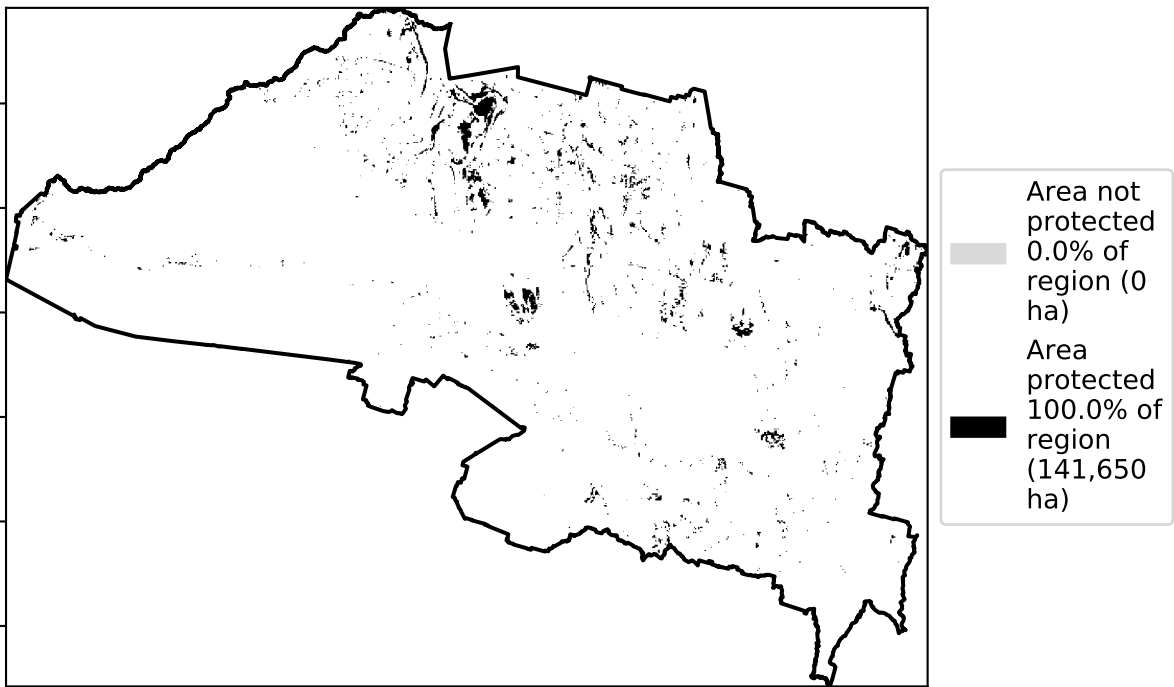 Area not
protected
0.0% of
region (0
ha)
Area
protected
100.0% of
region
(141,650
ha)